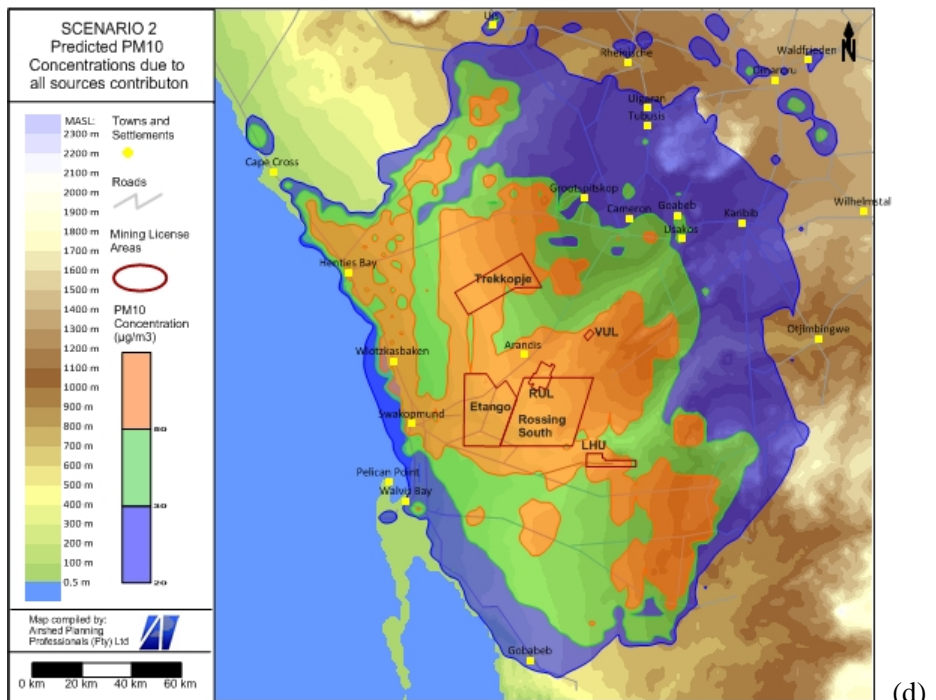 SCENARIO 2
Predicted PM10
Concentrations due to
all sources contributon
MASL:
2300 m
2200 m
2100 m
2000 m
1900 m
1800 m
1700 m
1600 m
1500 m
1400 m
1300 m
1200 m
1100 m
1000 m
900 m
800 m
700 m
600 m
500 m
400 m
300 m
200 m
100 m
0.5 m
Towns and
Settlements
Roads
Mining License
Areas
PM10
Concentration
(µg/m3)
30
20
Map compiled by:
Airshed Planning
Professionals (Pty) Ltd
AP
0 km 20 km 40 km 60 km
N
Uis
Rheinische
Waldfrieden
Omaruru
Uigaran
Tubusis
Cape Cross
Grootspitskop
Cameron
Goabeb
Usakos
Karibib
Wilhelmstal
Henties Bay
Trekkopje
Otjimbingwe
VUL
Arandis
Wlotzkasbaken
RUL
Etango
Rossing
South
Swakopmund
LHU
Pelican Point
Walvis Bay
Gobabeb
(d)